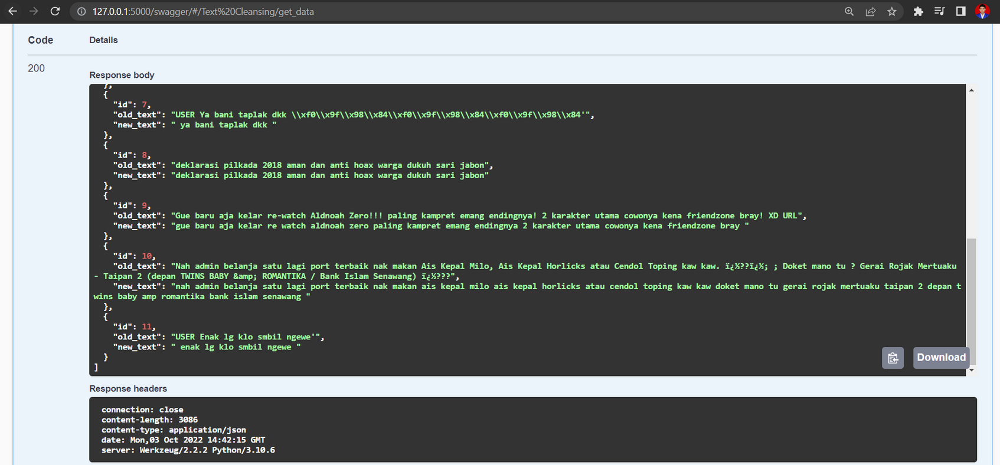 127.0.0.1:5000/swagger/#/Text%20Cleansing/get_data
Code Details
200
Response body
},
{
"id": 7,
"old_text": "USER Ya bani taplak dkk \\xf0\\x9f\\x98\\x84\\xf0\\x9f\\x98\\x84\\xf0\\x9f\\x98\\x84'",
"new_text": " ya bani taplak dkk "
},
{
"id": 8,
"old_text": "deklarasi pilkada 2018 aman dan anti hoax warga dukuh sari jabon",
"new_text": "deklarasi pilkada 2018 aman dan anti hoax warga dukuh sari jabon"
},
{
"id": 9,
"old_text": "Gue baru aja kelar re-watch Aldnoah Zero!!! paling kampret emang endingnya! 2 karakter utama cowonya kena friendzone bray! XD URL",
"new_text": "gue baru aja kelar re watch aldnoah zero paling kampret emang endingnya 2 karakter utama cowonya kena friendzone bray "
},
{
"id": 10,
"old_text": "Nah admin belanja satu lagi port terbaik nak makan Ais Kepal Milo, Ais Kepal Horlicks atau Cendol Toping kaw kaw. ï¿½??ï¿½; ; Doket mano tu ? Gerai Rojak Mertuaku
- Taipan 2 (depan TWINS BABY &amp; ROMANTIKA / Bank Islam Senawang) ï¿½???",
"new_text": "nah admin belanja satu lagi port terbaik nak makan ais kepal milo ais kepal horlicks atau cendol toping kaw kaw doket mano tu gerai rojak mertuaku taipan 2 depan t
wins baby amp romantika bank islam senawang "
},
{
"id": 11,
"old_text": "USER Enak lg klo smbil ngewe'",
"new_text": " enak lg klo smbil ngewe "
}
]
Download
Response headers
connection: close
content-length: 3086
content-type: application/json
date: Mon,03 Oct 2022 14:42:15 GMT
server: Werkzeug/2.2.2 Python/3.10.6